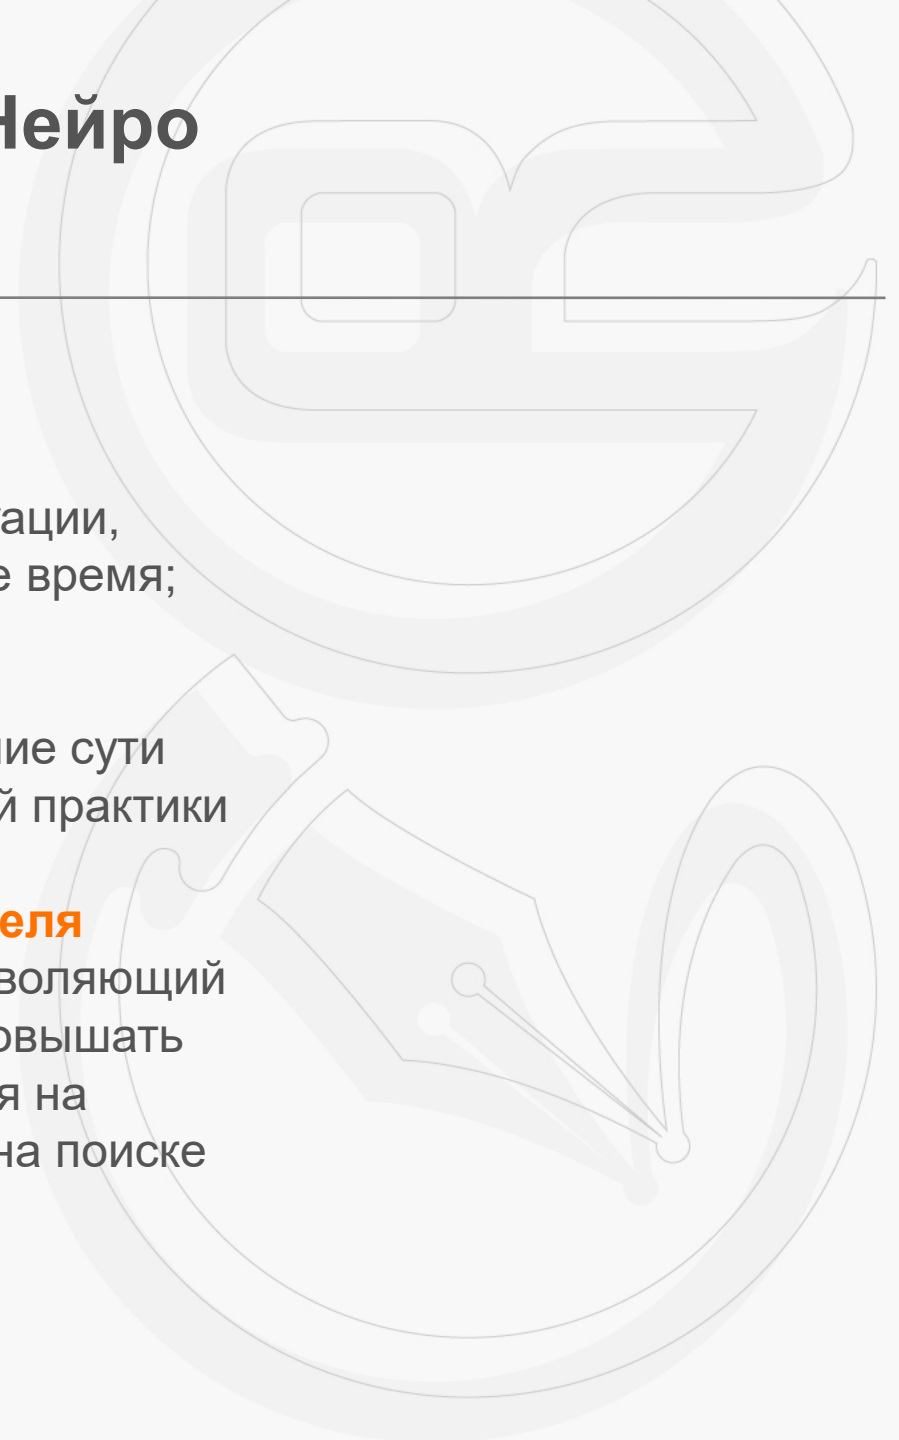 Нейро
ации,
е время;
ие сути
й практики
еля
воляющий
овышать
я на
на поиске